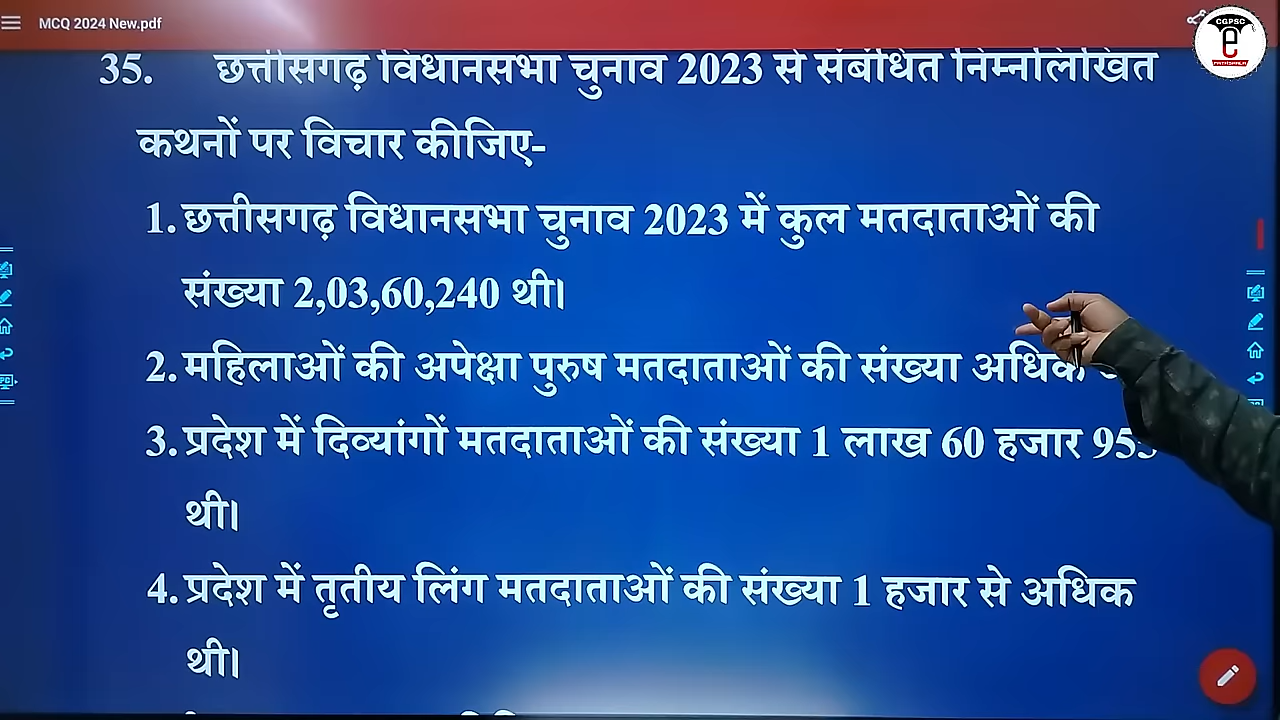 MCQ 2024 New.pdf
CGPSC
e
35. छत्तीसगढ़ विधानसभा चुनाव 2023 से संबंधित निम्नलिखित
कथनों पर विचार कीजिए-
1. छत्तीसगढ़ विधानसभा चुनाव 2023 में कुल मतदाताओं की
संख्या 2,03,60,240 थी।
2. महिलाओं की अपेक्षा पुरुष मतदाताओं की संख्या अधिक
3. प्रदेश में दिव्यांगों मतदाताओं की संख्या 1 लाख 60 हजार
थी।
4. प्रदेश में तृतीय लिंग मतदाताओं की संख्या 1 हजार से अधिक
थी।